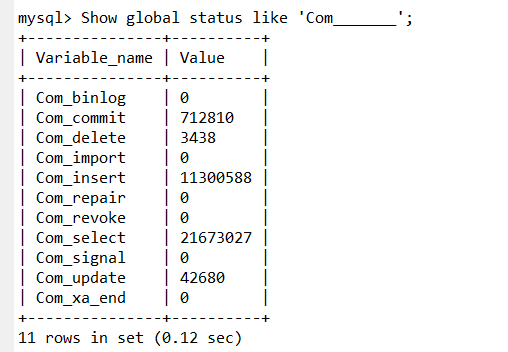 mysql> Show global status like 'Com_______';
+---------------+----------+
| Variable_name | Value    |
+---------------+----------+
| Com_binlog    | 0        |
| Com_commit    | 712810   |
| Com_delete    | 3438     |
| Com_import    | 0        |
| Com_insert    | 11300588 |
| Com_repair    | 0        |
| Com_revoke    | 0        |
| Com_select    | 21673027 |
| Com_signal    | 0        |
| Com_update    | 42680    |
| Com_xa_end    | 0        |
+---------------+----------+
11 rows in set (0.12 sec)